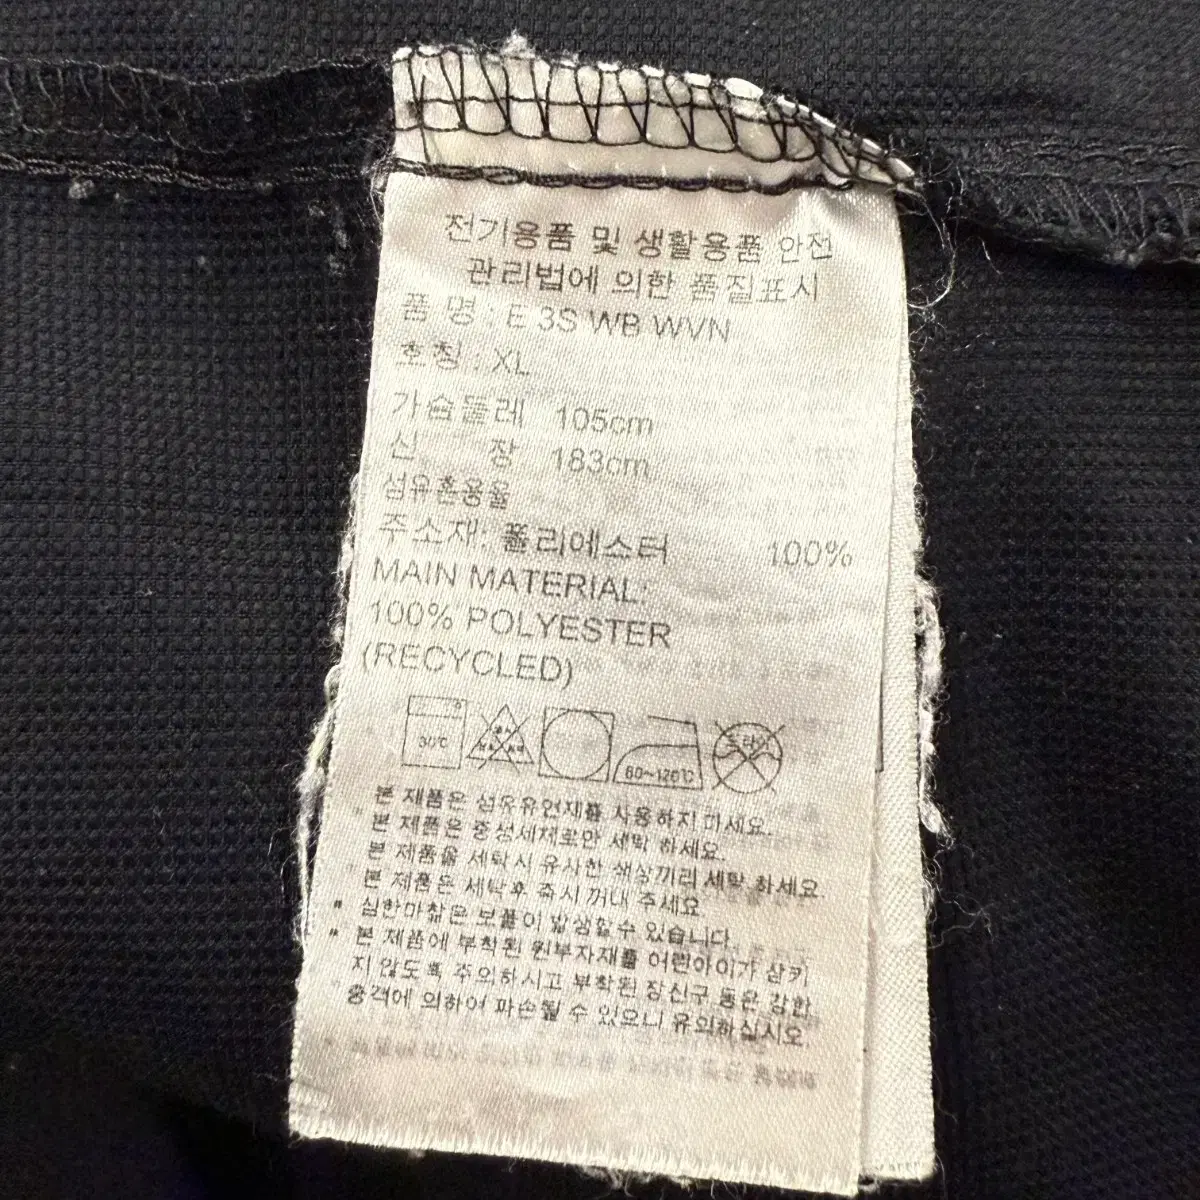 전기용품 및 생활용품 안전
관리법에 의한 품질표시
품 명 : E 3S WB WVN
호칭 : XL
가슴둘레 105cm
신 장 183cm
섬유혼용율
주소재: 폴리에스터 100%
MAIN MATERIAL:
100% POLYESTER
(RECYCLED)
30℃
80~120℃
드라이
본 제품은 섬유유연제를 사용하지 마세요.
본 제품은 중성세제로만 세탁 하세요.
본 제품을 세탁시 유사한 색상끼리 세탁 하세요
본 제품은 세탁후 즉시 꺼내 주세요
* 심한마찰은 보풀이 발생할수 있습니다.
* 본 제품에 부착된 원부자재를 어린아이가 삼키
지 않도록 주의하시고 부착된 장신구 등은 강한
충격에 의하여 파손될 수 있으니 유의하십시오